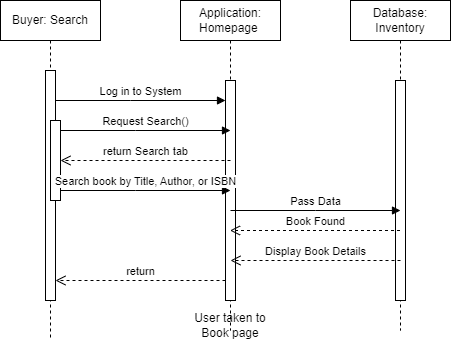 Buyer: Search
Application:
Homepage
Database:
Inventory
Log in to System
Request Search()
return Search tab
Search book by Title, Author, or ISBN
Pass Data
Book Found
Display Book Details
return
User taken to
Book page